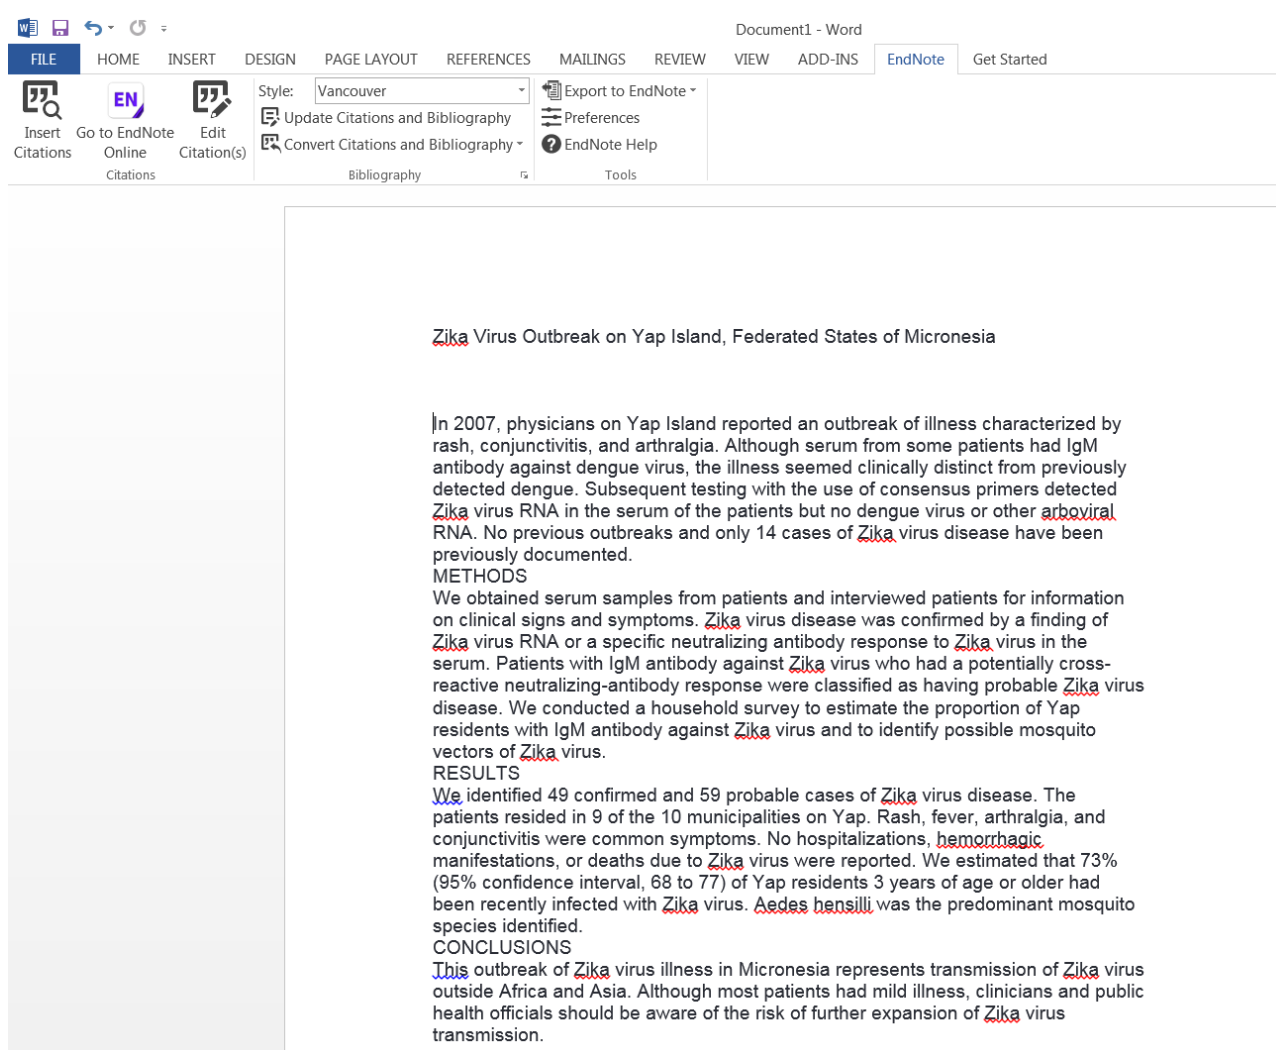 Document1 - Word
FILE HOME INSERT DESIGN PAGE LAYOUT REFERENCES MAILINGS REVIEW VIEW ADD-INS EndNote Get Started
EN
Insert Citations
Go to EndNote Online
Edit Citation(s)
Citations
Style: Vancouver
Update Citations and Bibliography
Convert Citations and Bibliography
Bibliography
Export to EndNote
Preferences
EndNote Help
Tools
Zika Virus Outbreak on Yap Island, Federated States of Micronesia
In 2007, physicians on Yap Island reported an outbreak of illness characterized by
rash, conjunctivitis, and arthralgia. Although serum from some patients had IgM
antibody against dengue virus, the illness seemed clinically distinct from previously
detected dengue. Subsequent testing with the use of consensus primers detected
Zika virus RNA in the serum of the patients but no dengue virus or other arboviral
RNA. No previous outbreaks and only 14 cases of Zika virus disease have been
previously documented.
METHODS
We obtained serum samples from patients and interviewed patients for information
on clinical signs and symptoms. Zika virus disease was confirmed by a finding of
Zika virus RNA or a specific neutralizing antibody response to Zika virus in the
serum. Patients with IgM antibody against Zika virus who had a potentially cross-
reactive neutralizing-antibody response were classified as having probable Zika virus
disease. We conducted a household survey to estimate the proportion of Yap
residents with IgM antibody against Zika virus and to identify possible mosquito
vectors of Zika virus.
RESULTS
We identified 49 confirmed and 59 probable cases of Zika virus disease. The
patients resided in 9 of the 10 municipalities on Yap. Rash, fever, arthralgia, and
conjunctivitis were common symptoms. No hospitalizations, hemorrhagic
manifestations, or deaths due to Zika virus were reported. We estimated that 73%
(95% confidence interval, 68 to 77) of Yap residents 3 years of age or older had
been recently infected with Zika virus. Aedes hensilli was the predominant mosquito
species identified.
CONCLUSIONS
This outbreak of Zika virus illness in Micronesia represents transmission of Zika virus
outside Africa and Asia. Although most patients had mild illness, clinicians and public
health officials should be aware of the risk of further expansion of Zika virus
transmission.